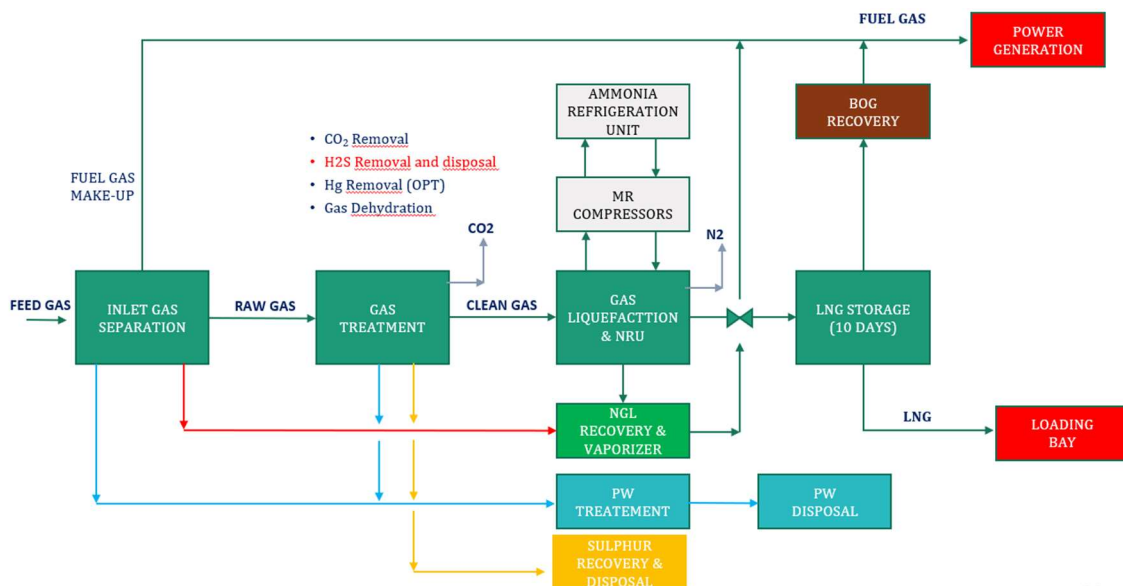 FUEL GAS
POWER
GENERATION
AMMONIA
REFRIGERATION
UNIT
BOG
RECOVERY
• CO₂ Removal
• H2S Removal and disposal
• Hg Removal (OPT)
• Gas Dehydration
FUEL GAS
MAKE-UP
MR
COMPRESSORS
CO2
N2
FEED GAS
INLET GAS
SEPARATION
RAW GAS
GAS
TREATMENT
CLEAN GAS
GAS
LIQUEFACTTION
& NRU
LNG STORAGE
(10 DAYS)
NGL
RECOVERY &
VAPORIZER
LNG
LOADING
BAY
PW
TREATEMENT
PW
DISPOSAL
SULPHUR
RECOVERY &
DISPOSAL